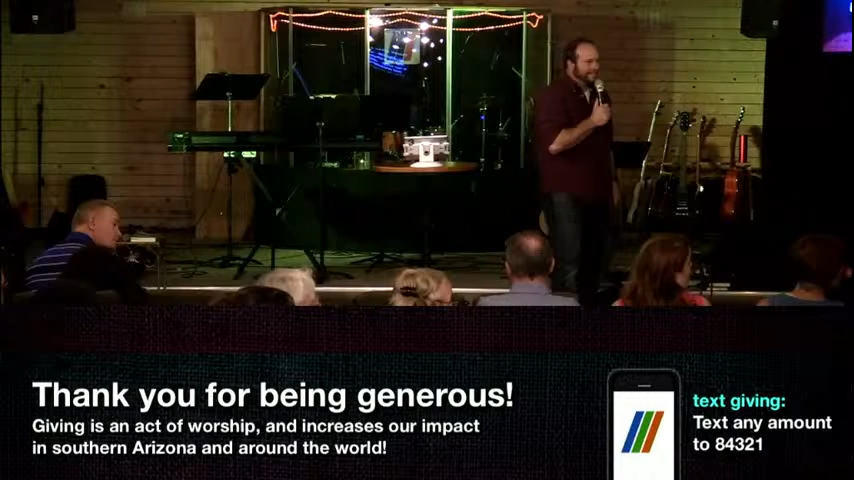 Thank you for being generous!
Giving is an act of worship, and increases our impact
in southern Arizona and around the world!
text giving:
Text any amount
to 84321